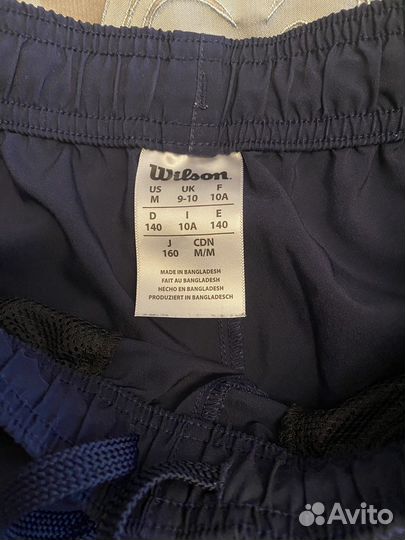 Wilson
US UK F
M 9-10 10A
D I E
140 10A 140
J CDN
160 M/M
MADE IN BANGLADESH
FAIT AU BANGLADESH
HECHO EN BANGLADESH
PRODUZIERT IN BANGLADESCH
Avito